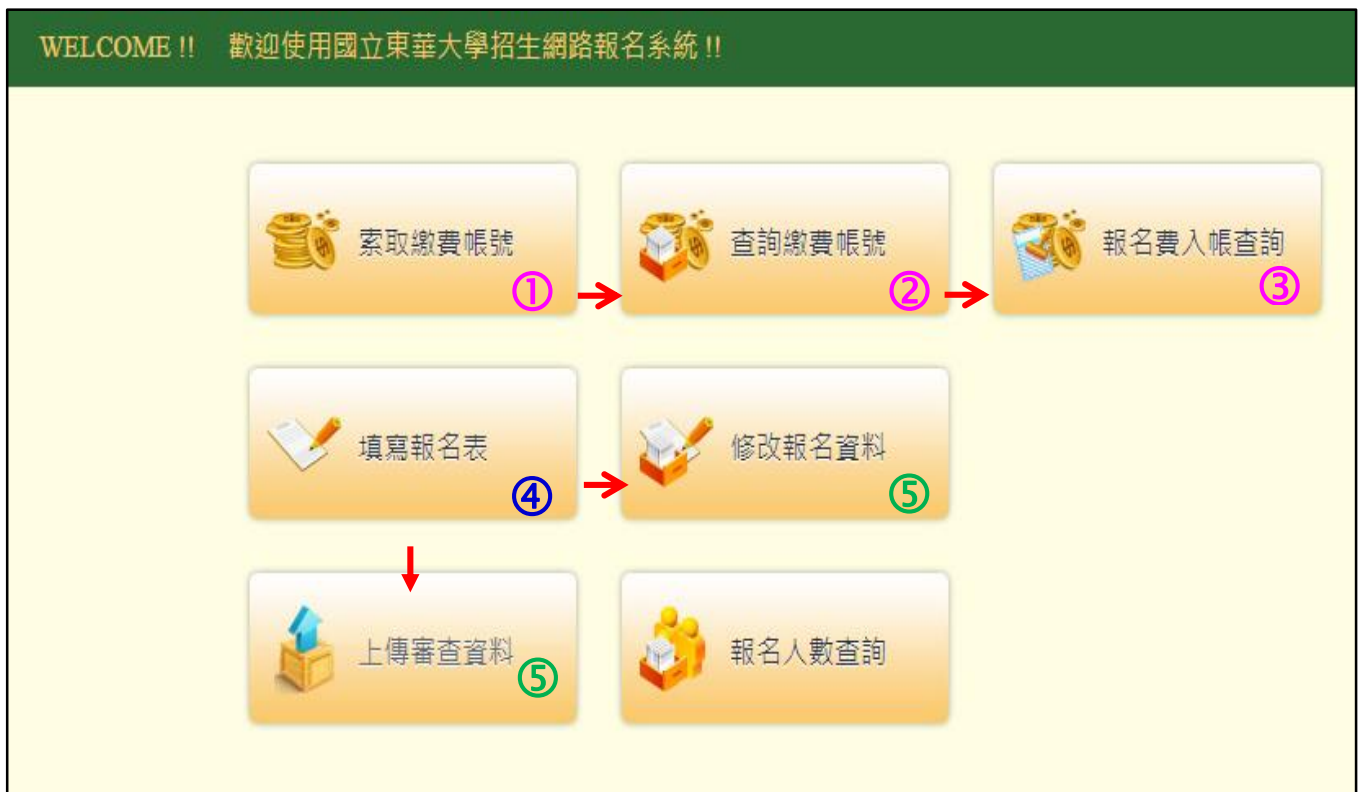 WELCOME !! 歡迎使用國立東華大學招生網路報名系統 !!
索取繳費帳號
①
查詢繳費帳號
②
報名費入帳查詢
③
填寫報名表
④
修改報名資料
⑤
上傳審查資料
⑤
報名人數查詢